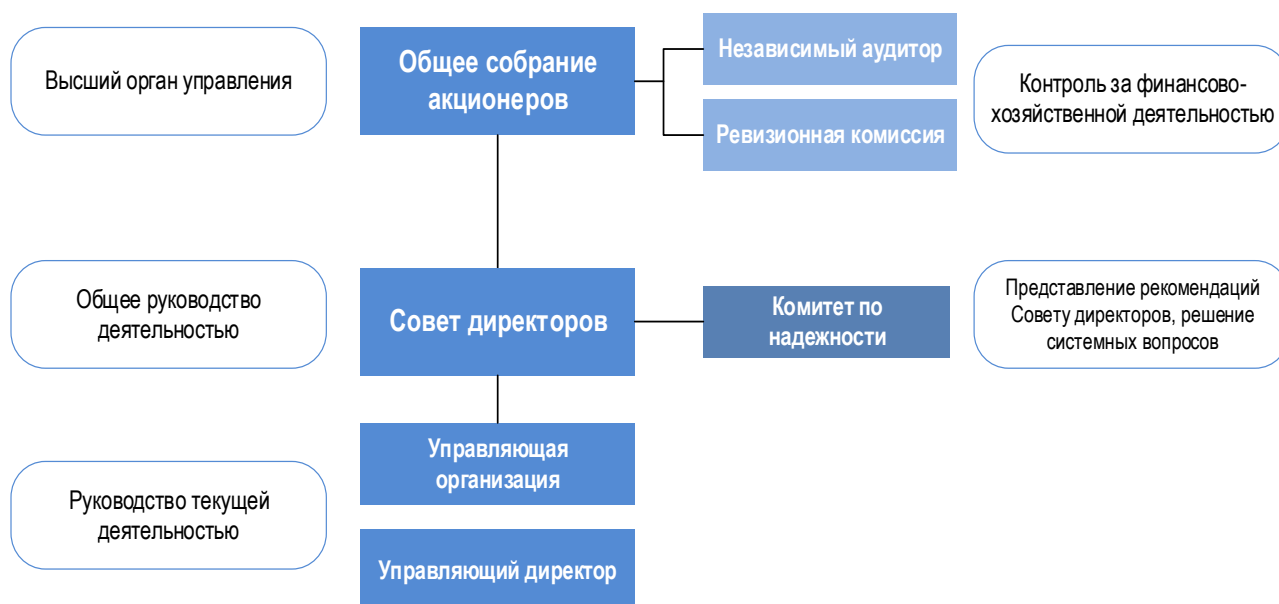 Высший орган управления
Общее собрание
акционеров
Независимый аудитор
Ревизионная комиссия
Контроль за финансово-
хозяйственной деятельностью
Общее руководство
деятельностью
Совет директоров
Комитет по
надежности
Представление рекомендаций
Совету директоров, решение
системных вопросов
Руководство текущей
деятельностью
Управляющая
организация
Управляющий директор